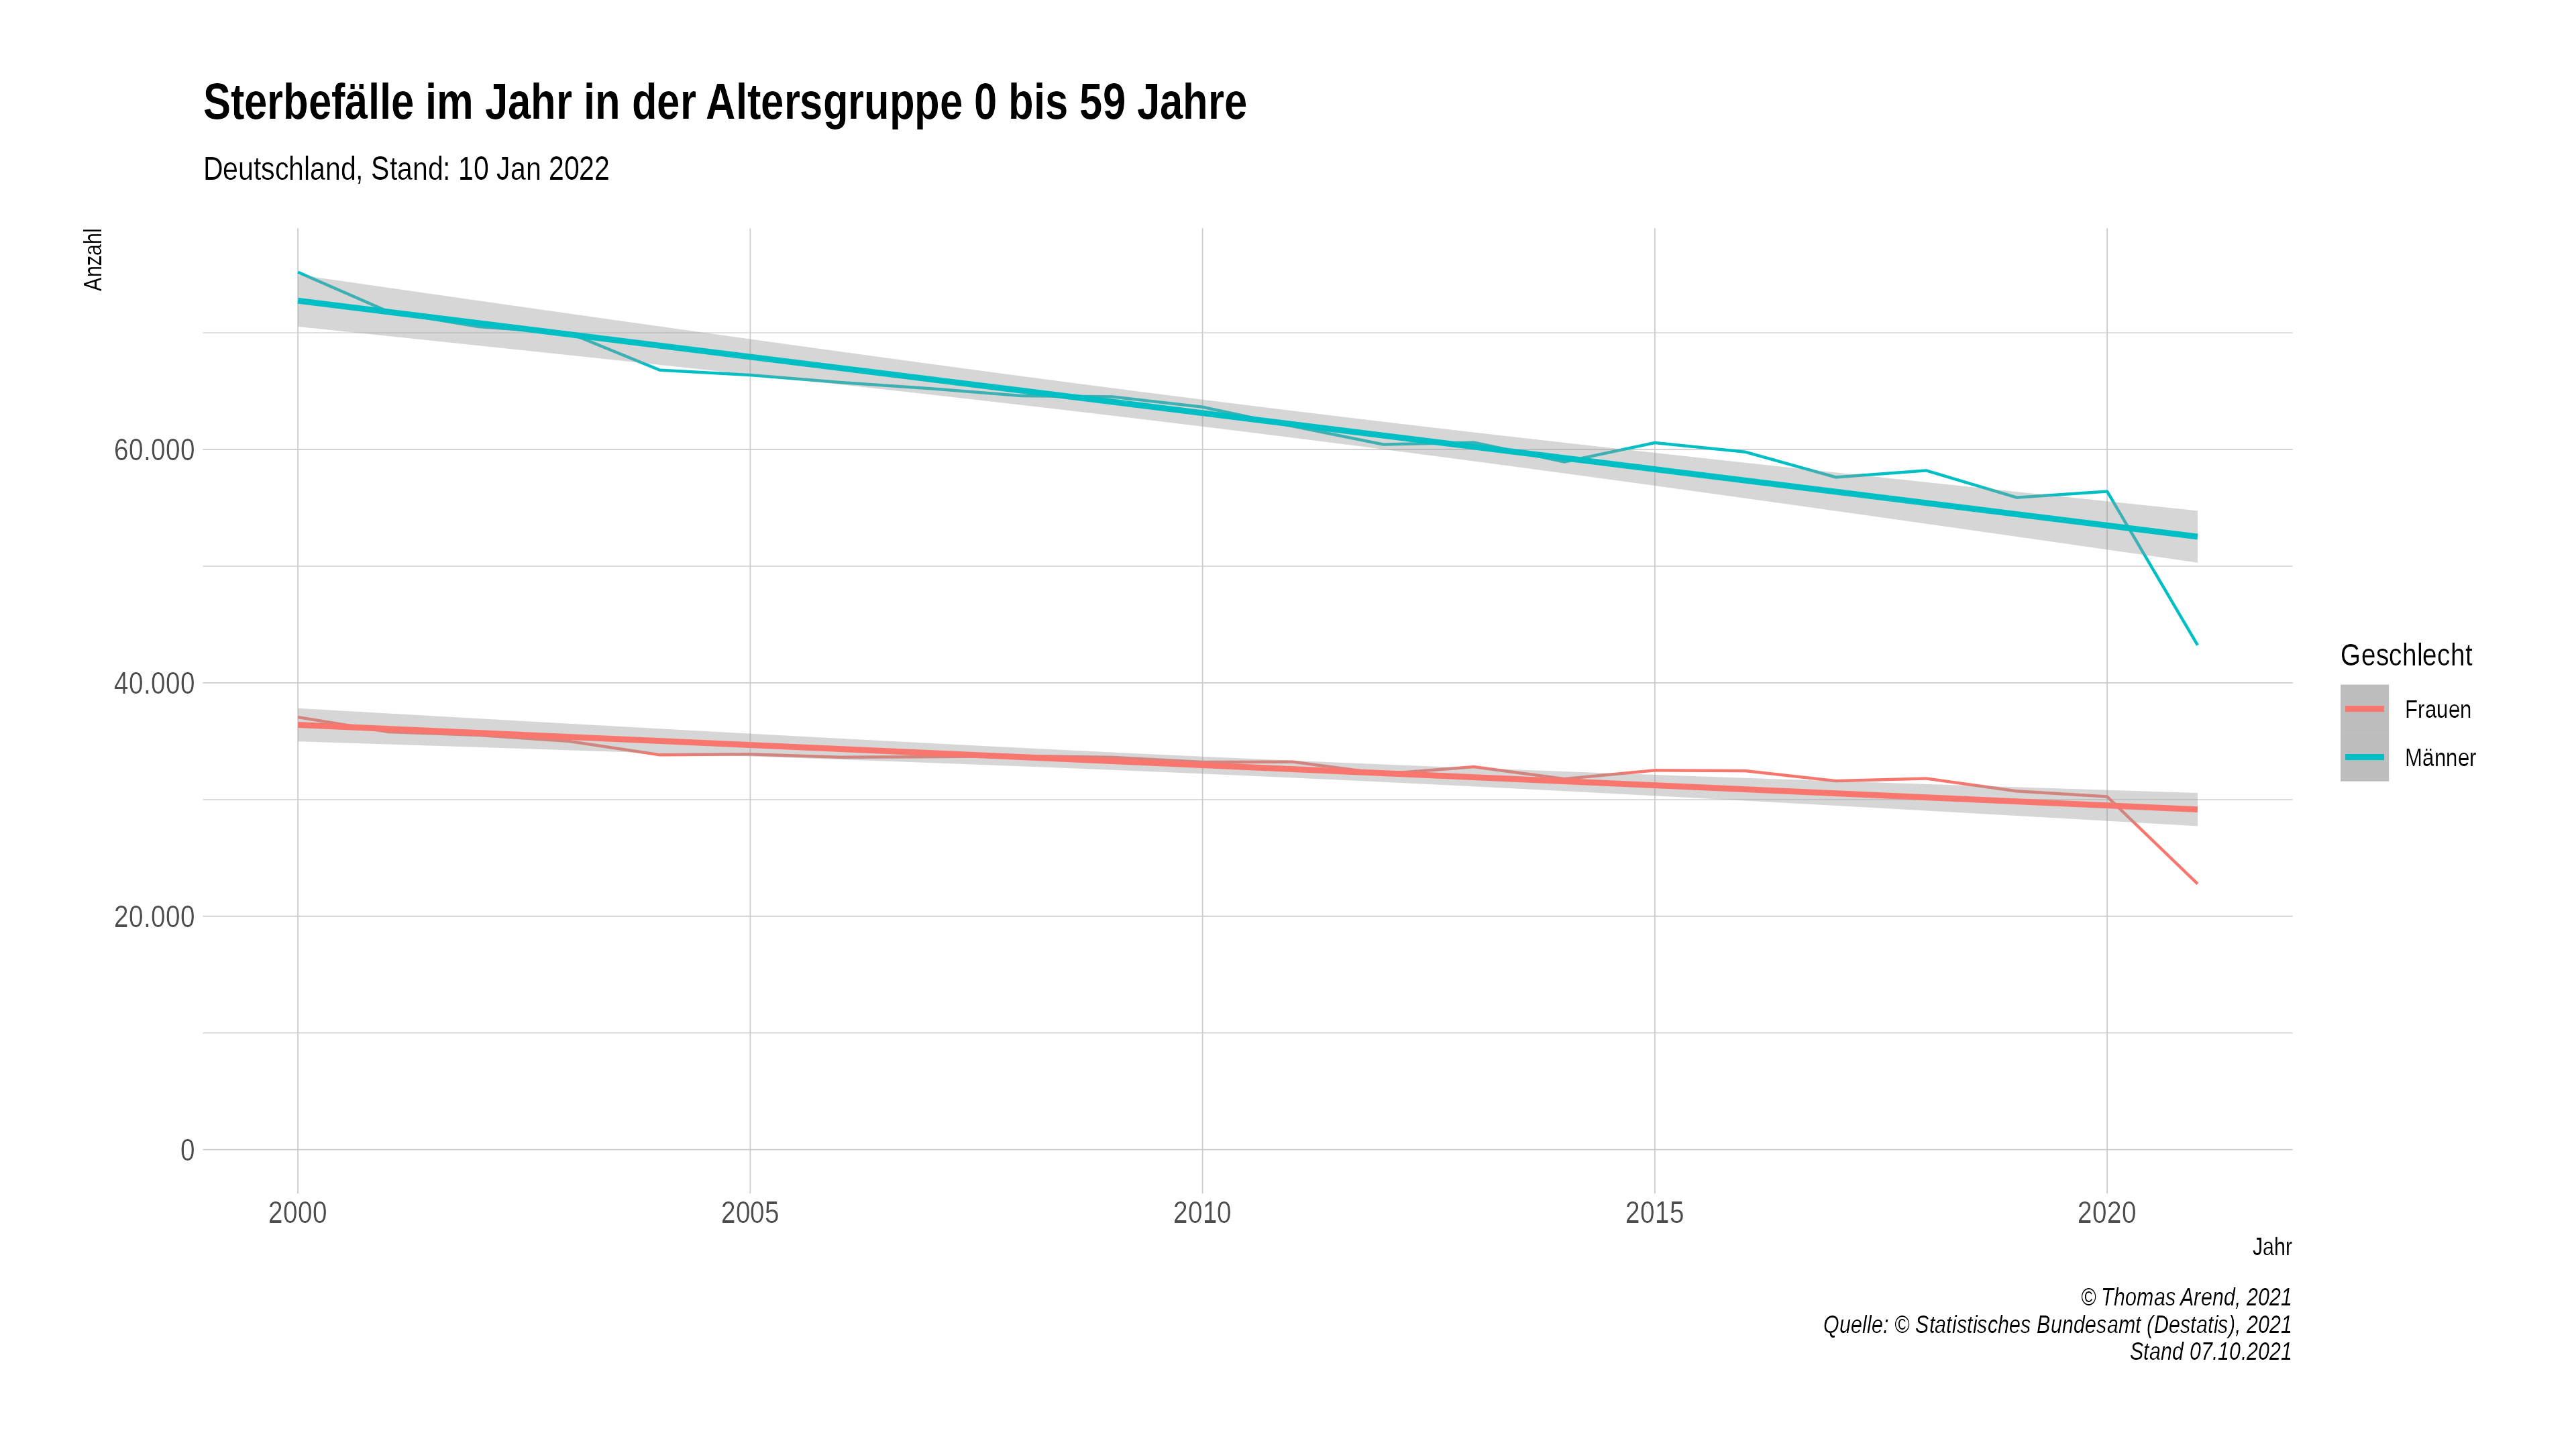 Sterbefälle im Jahr in der Altersgruppe 0 bis 59 Jahre
Deutschland, Stand: 10 Jan 2022
Anzahl
60.000
40.000
20.000
0
2000
2005
2010
2015
2020
Jahr
Geschlecht
Frauen
Männer
© Thomas Arend, 2021
Quelle: © Statistisches Bundesamt (Destatis), 2021
Stand 07.10.2021